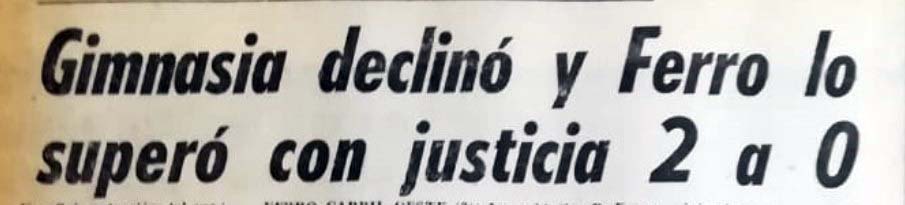 Gimnasia declinó y Ferro lo
superó con justicia 2 a 0